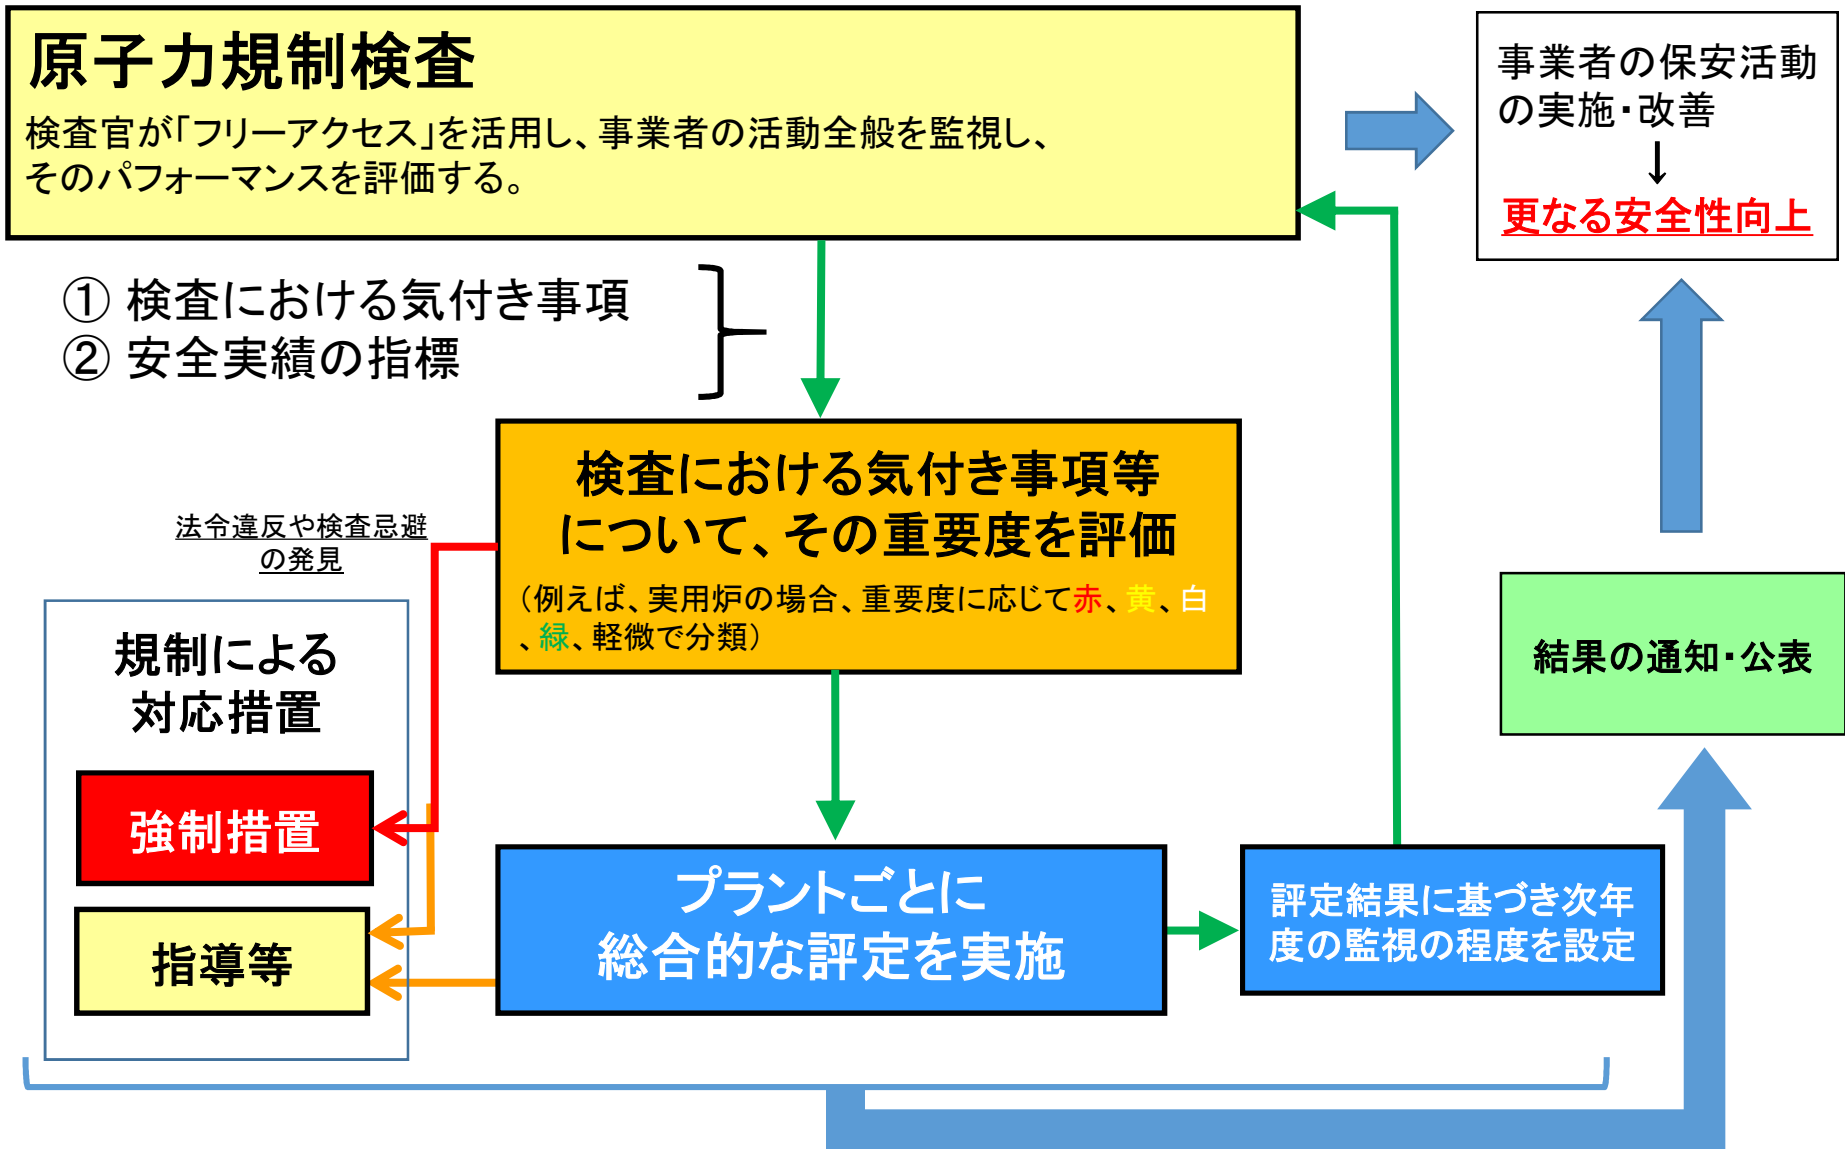 原子力規制検査
検査官が「フリーアクセス」を活用し、事業者の活動全般を監視し、
そのパフォーマンスを評価する。
事業者の保安活動
の実施・改善
↓
更なる安全性向上
① 検査における気付き事項
② 安全実績の指標
検査における気付き事項等
について、その重要度を評価
（例えば、実用炉の場合、重要度に応じて赤、黄、白
、緑、軽微で分類）
法令違反や検査忌避
の発見
規制による
対応措置
強制措置
指導等
結果の通知・公表
プラントごとに
総合的な評定を実施
評定結果に基づき次年
度の監視の程度を設定